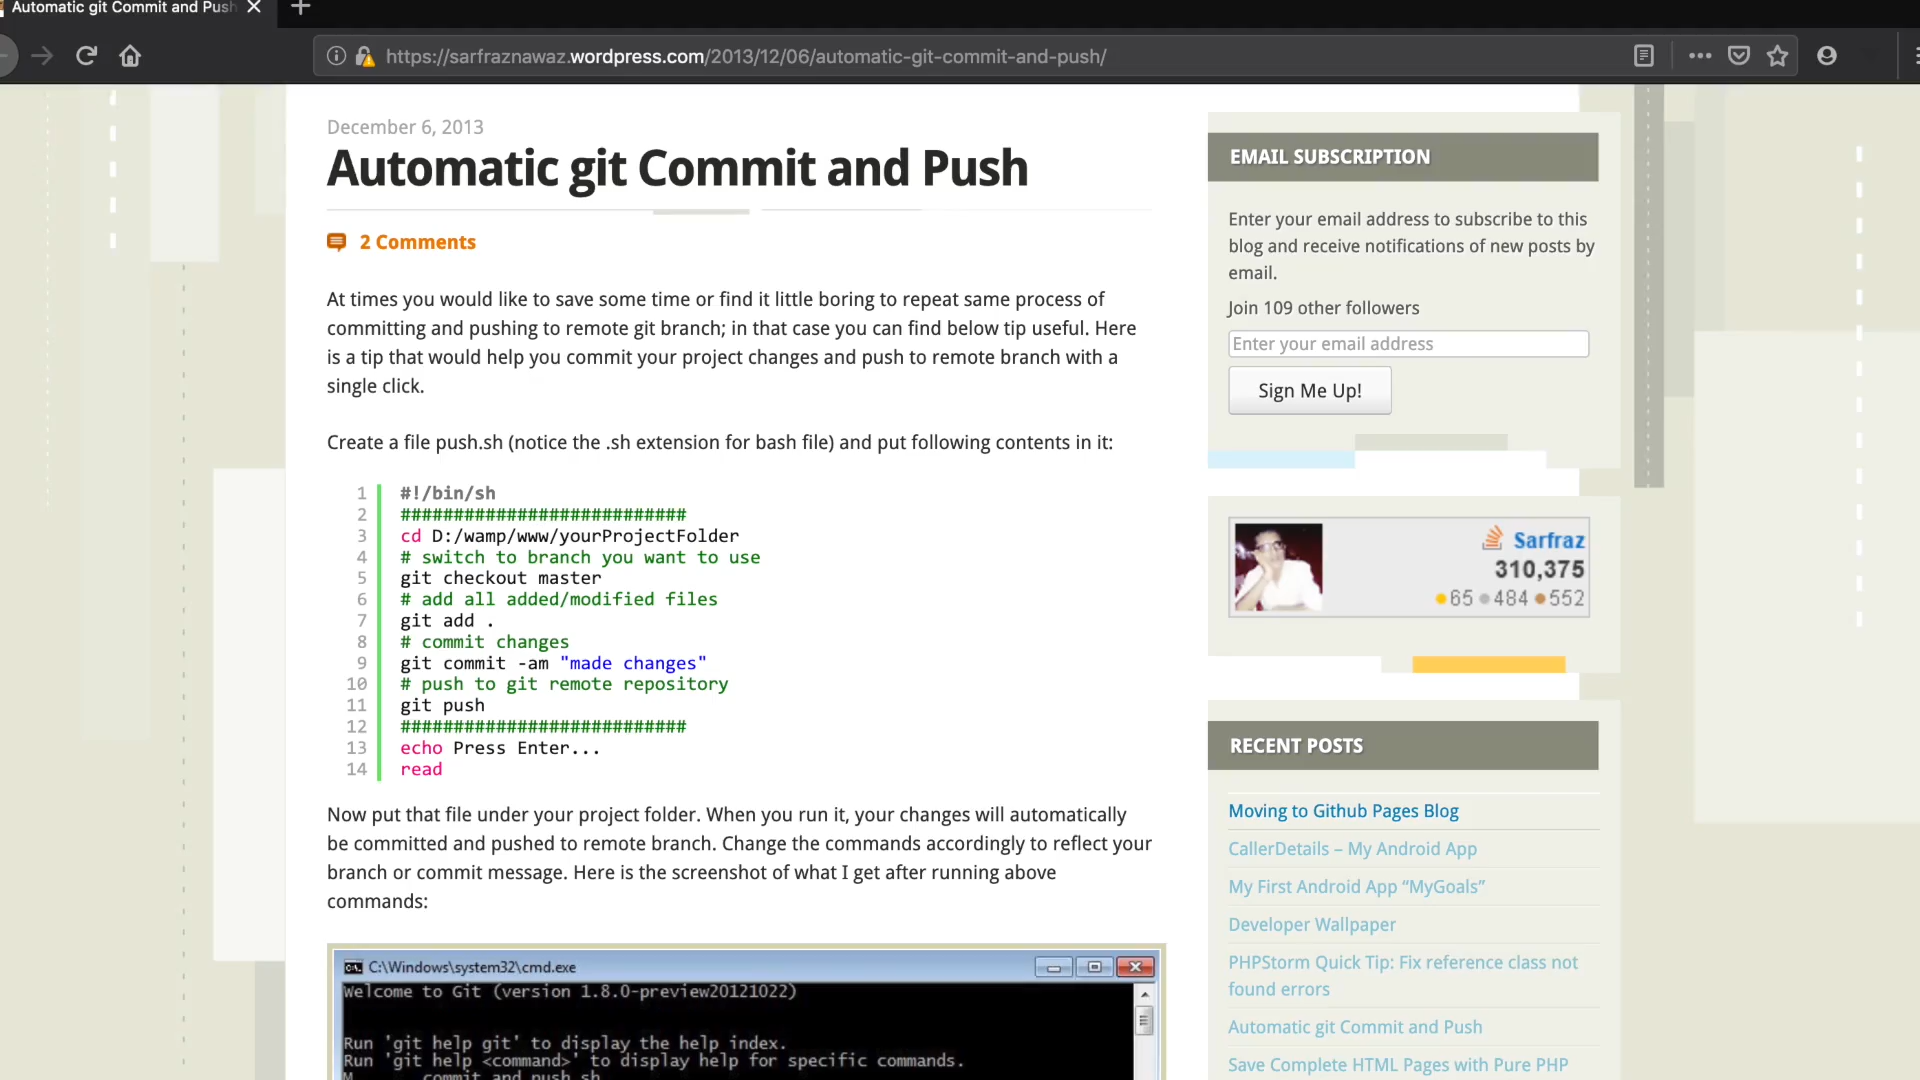 Automatic git Commit and Push
https://sarfraznawaz.wordpress.com/2013/12/06/automatic-git-commit-and-push/
December 6, 2013
Automatic git Commit and Push
2 Comments
At times you would like to save some time or find it little boring to repeat same process of
committing and pushing to remote git branch; in that case you can find below tip useful. Here
is a tip that would help you commit your project changes and push to remote branch with a
single click.
Create a file push.sh (notice the .sh extension for bash file) and put following contents in it:
1 #!/bin/sh
2 ###########################
3 cd D:/wamp/www/yourProjectFolder
4 # switch to branch you want to use
5 git checkout master
6 # add all added/modified files
7 git add .
8 # commit changes
9 git commit -am "made changes"
10 # push to git remote repository
11 git push
12 ###########################
13 echo Press Enter...
14 read
Now put that file under your project folder. When you run it, your changes will automatically
be committed and pushed to remote branch. Change the commands accordingly to reflect your
branch or commit message. Here is the screenshot of what I get after running above
commands:
C:\Windows\system32\cmd.exe
Welcome to Git (version 1.8.0-preview20121022)
Run 'git help git' to display the help index.
Run 'git help <command>' to display help for specific commands.
M commit and push.sh
EMAIL SUBSCRIPTION
Enter your email address to subscribe to this
blog and receive notifications of new posts by
email.
Join 109 other followers
Enter your email address
Sign Me Up!
Sarfraz
310,375
65 484 552
RECENT POSTS
Moving to Github Pages Blog
CallerDetails – My Android App
My First Android App “MyGoals”
Developer Wallpaper
PHPStorm Quick Tip: Fix reference class not
found errors
Automatic git Commit and Push
Save Complete HTML Pages with Pure PHP